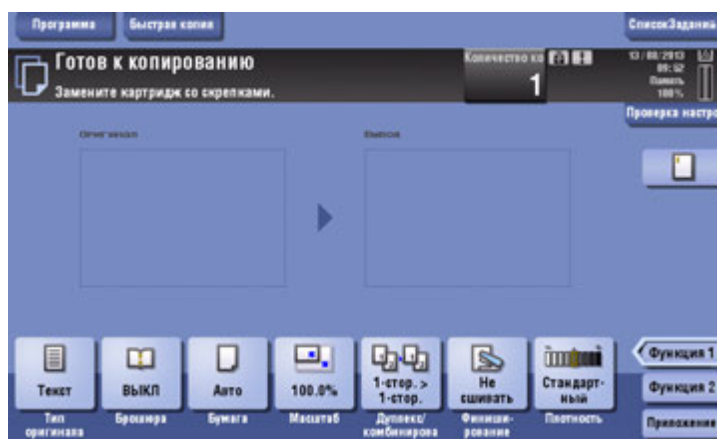 Программа
Быстрая копия
СписокЗадания
Готов к копированию
Количество ко
1
13/08/2013
09:52
Память
100%
Замените картридж со скрепками.
Проверка настро
Оригинал
Выпуск
Текст
ВЫКЛ
Авто
100.0%
1-стор. >
1-стор.
Не
сшивать
Стандарт-
ный
Функция 1
Функция 2
Приложение
Тип
оригинала
Брошюра
Бумага
Масштаб
Дуплекс/
комбинирова
Финиши-
рование
Плотность